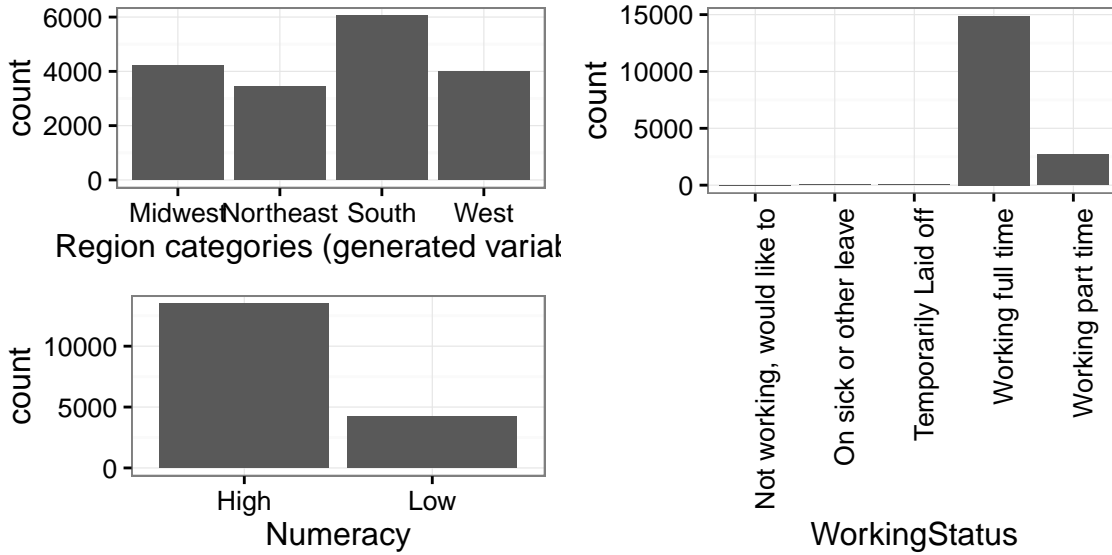 6000
4000
2000
0
count
Midwest Northeast South West
Region categories (generated variab
10000
5000
0
count
High Low
Numeracy
15000
10000
5000
0
count
Not working, would like to
On sick or other leave
Temporarily Laid off
Working full time
Working part time
WorkingStatus